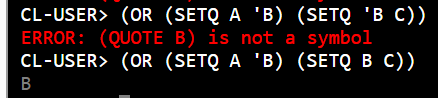 CL-USER> (OR (SETQ A 'B) (SETQ 'B C))
ERROR: (QUOTE B) is not a symbol
CL-USER> (OR (SETQ A 'B) (SETQ B C))
B